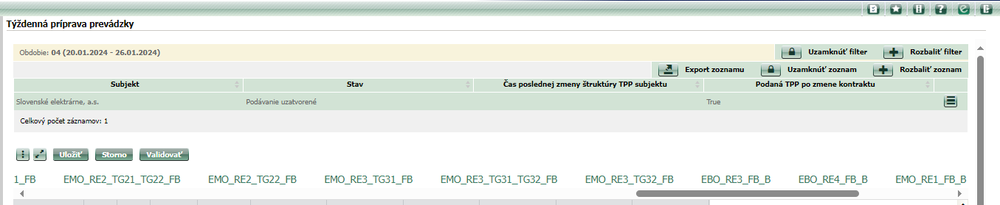 Týždenná príprava prevádzky
Obdobie: 04 (20.01.2024 - 26.01.2024)
Uzamknúť filter
Rozbaliť filter
Export zoznamu
Uzamknúť zoznam
Rozbaliť zoznam
Subjekt
Stav
Čas poslednej zmeny štruktúry TPP subjektu
Podaná TPP po zmene kontraktu
Slovenské elektrárne, a.s.
Podávanie uzatvorené
True
Celkový počet záznamov: 1
Uložiť
Storno
Validovať
1_FB
EMO_RE2_TG21_TG22_FB
EMO_RE2_TG22_FB
EMO_RE3_TG31_FB
EMO_RE3_TG31_TG32_FB
EMO_RE3_TG32_FB
EBO_RE3_FB_B
EBO_RE4_FB_B
EMO_RE1_FB_B